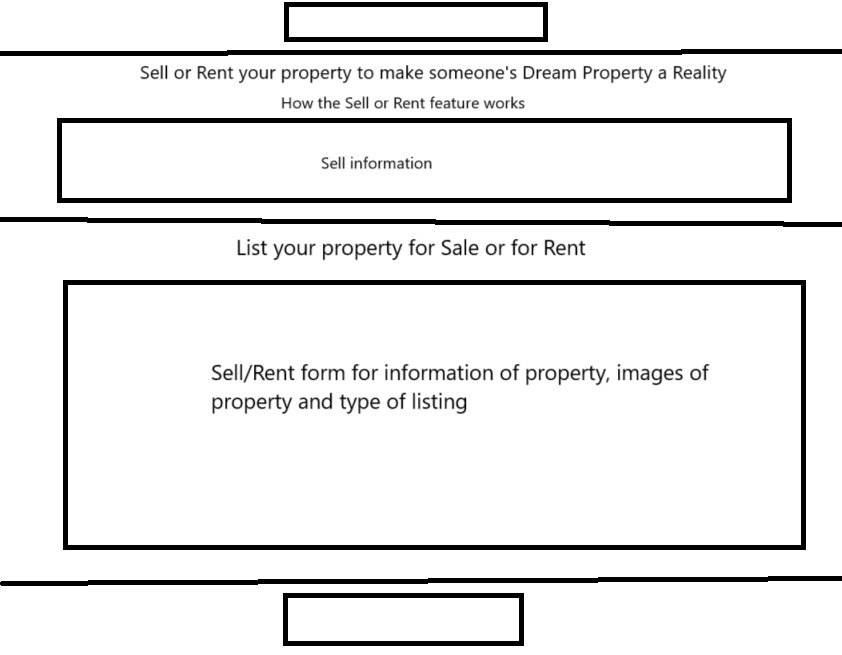 Sell or Rent your property to make someone's Dream Property a Reality
How the Sell or Rent feature works
Sell information
List your property for Sale or for Rent
Sell/Rent form for information of property, images of
property and type of listing